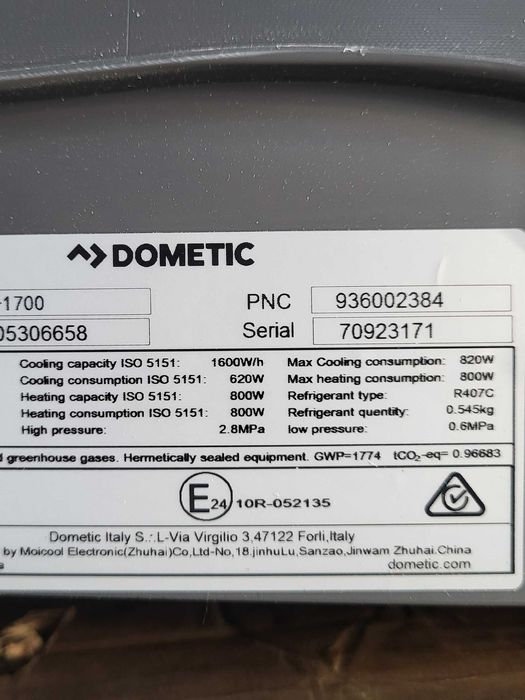 DOMETIC
-1700 PNC 936002384
05306658 Serial 70923171
Cooling capacity ISO 5151: 1600W/h Max Cooling consumption: 820W
Cooling consumption ISO 5151: 620W Max heating consumption: 800W
Heating capacity ISO 5151: 800W Refrigerant type: R407C
Heating consumption ISO 5151: 800W Refrigerant quentity: 0.545kg
High pressure: 2.8MPa low pressure: 0.6MPa
greenhouse gases. Hermetically sealed equipment. GWP=1774 tCO₂-eq= 0.96683
E24 10R-052135
Dometic Italy S.:.L-Via Virgilio 3,47122 Forli,Italy
by Moicool Electronic(Zhuhai)Co,Ltd-No,18.jinhuLu,Sanzao,Jinwam Zhuhai.China
dometic.com